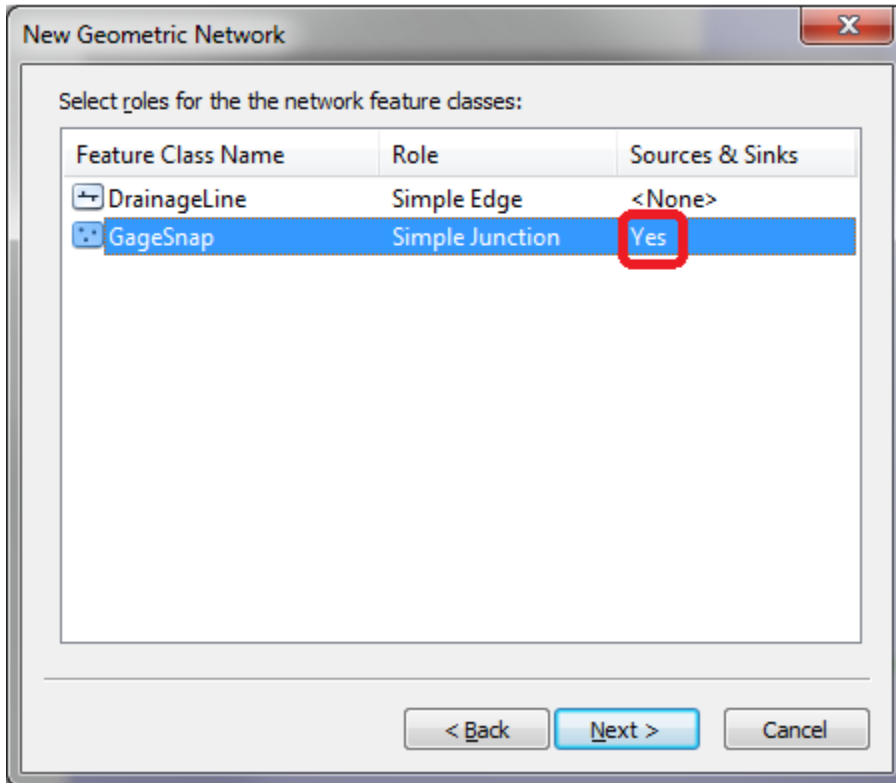 New Geometric Network
Select roles for the the network feature classes:
Feature Class Name Role Sources & Sinks
DrainageLine Simple Edge <None>
GageSnap Simple Junction Yes
< Back Next > Cancel